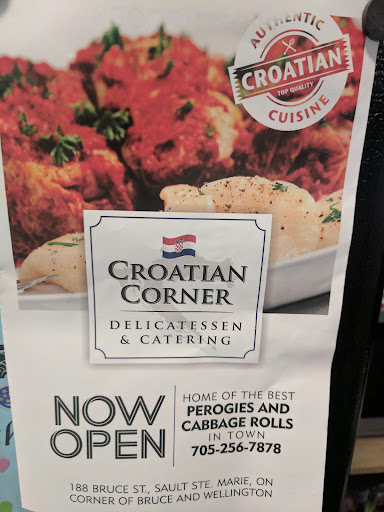 AUTHENTIC
CROATIAN
TOP QUALITY
CUISINE
CROATIAN
CORNER
DELICATESSEN
& CATERING
NOW
OPEN
HOME OF THE BEST
PEROGIES AND
CABBAGE ROLLS
IN TOWN
705-256-7878
188 BRUCE ST., SAULT STE. MARIE, ON
CORNER OF BRUCE AND WELLINGTON